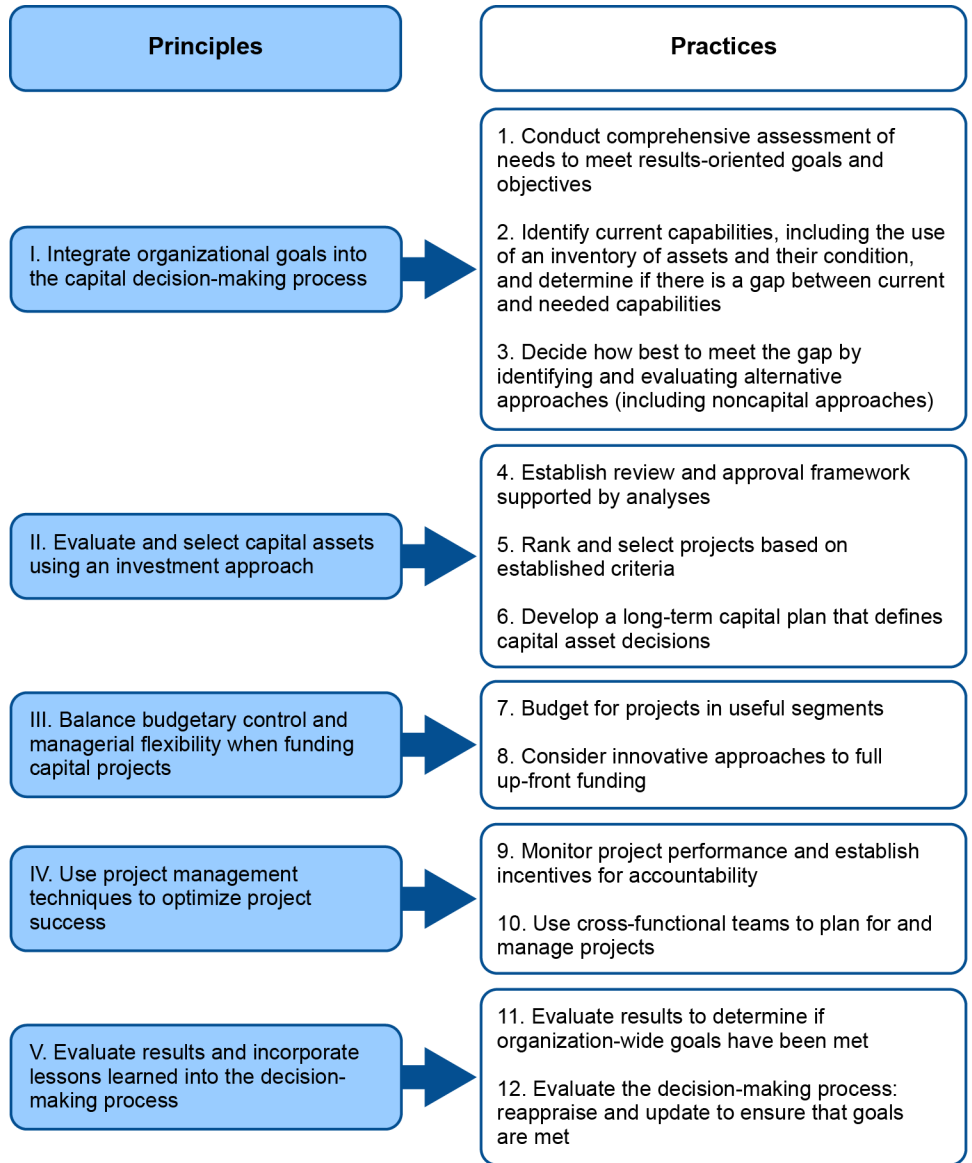 Principles
Practices
I. Integrate organizational goals into
the capital decision-making process
1. Conduct comprehensive assessment of
needs to meet results-oriented goals and
objectives
2. Identify current capabilities, including the use
of an inventory of assets and their condition,
and determine if there is a gap between current
and needed capabilities
3. Decide how best to meet the gap by
identifying and evaluating alternative
approaches (including noncapital approaches)
II. Evaluate and select capital assets
using an investment approach
4. Establish review and approval framework
supported by analyses
5. Rank and select projects based on
established criteria
6. Develop a long-term capital plan that defines
capital asset decisions
III. Balance budgetary control and
managerial flexibility when funding
capital projects
7. Budget for projects in useful segments
8. Consider innovative approaches to full
up-front funding
IV. Use project management
techniques to optimize project
success
9. Monitor project performance and establish
incentives for accountability
10. Use cross-functional teams to plan for and
manage projects
V. Evaluate results and incorporate
lessons learned into the decision-
making process
11. Evaluate results to determine if
organization-wide goals have been met
12. Evaluate the decision-making process:
reappraise and update to ensure that goals
are met